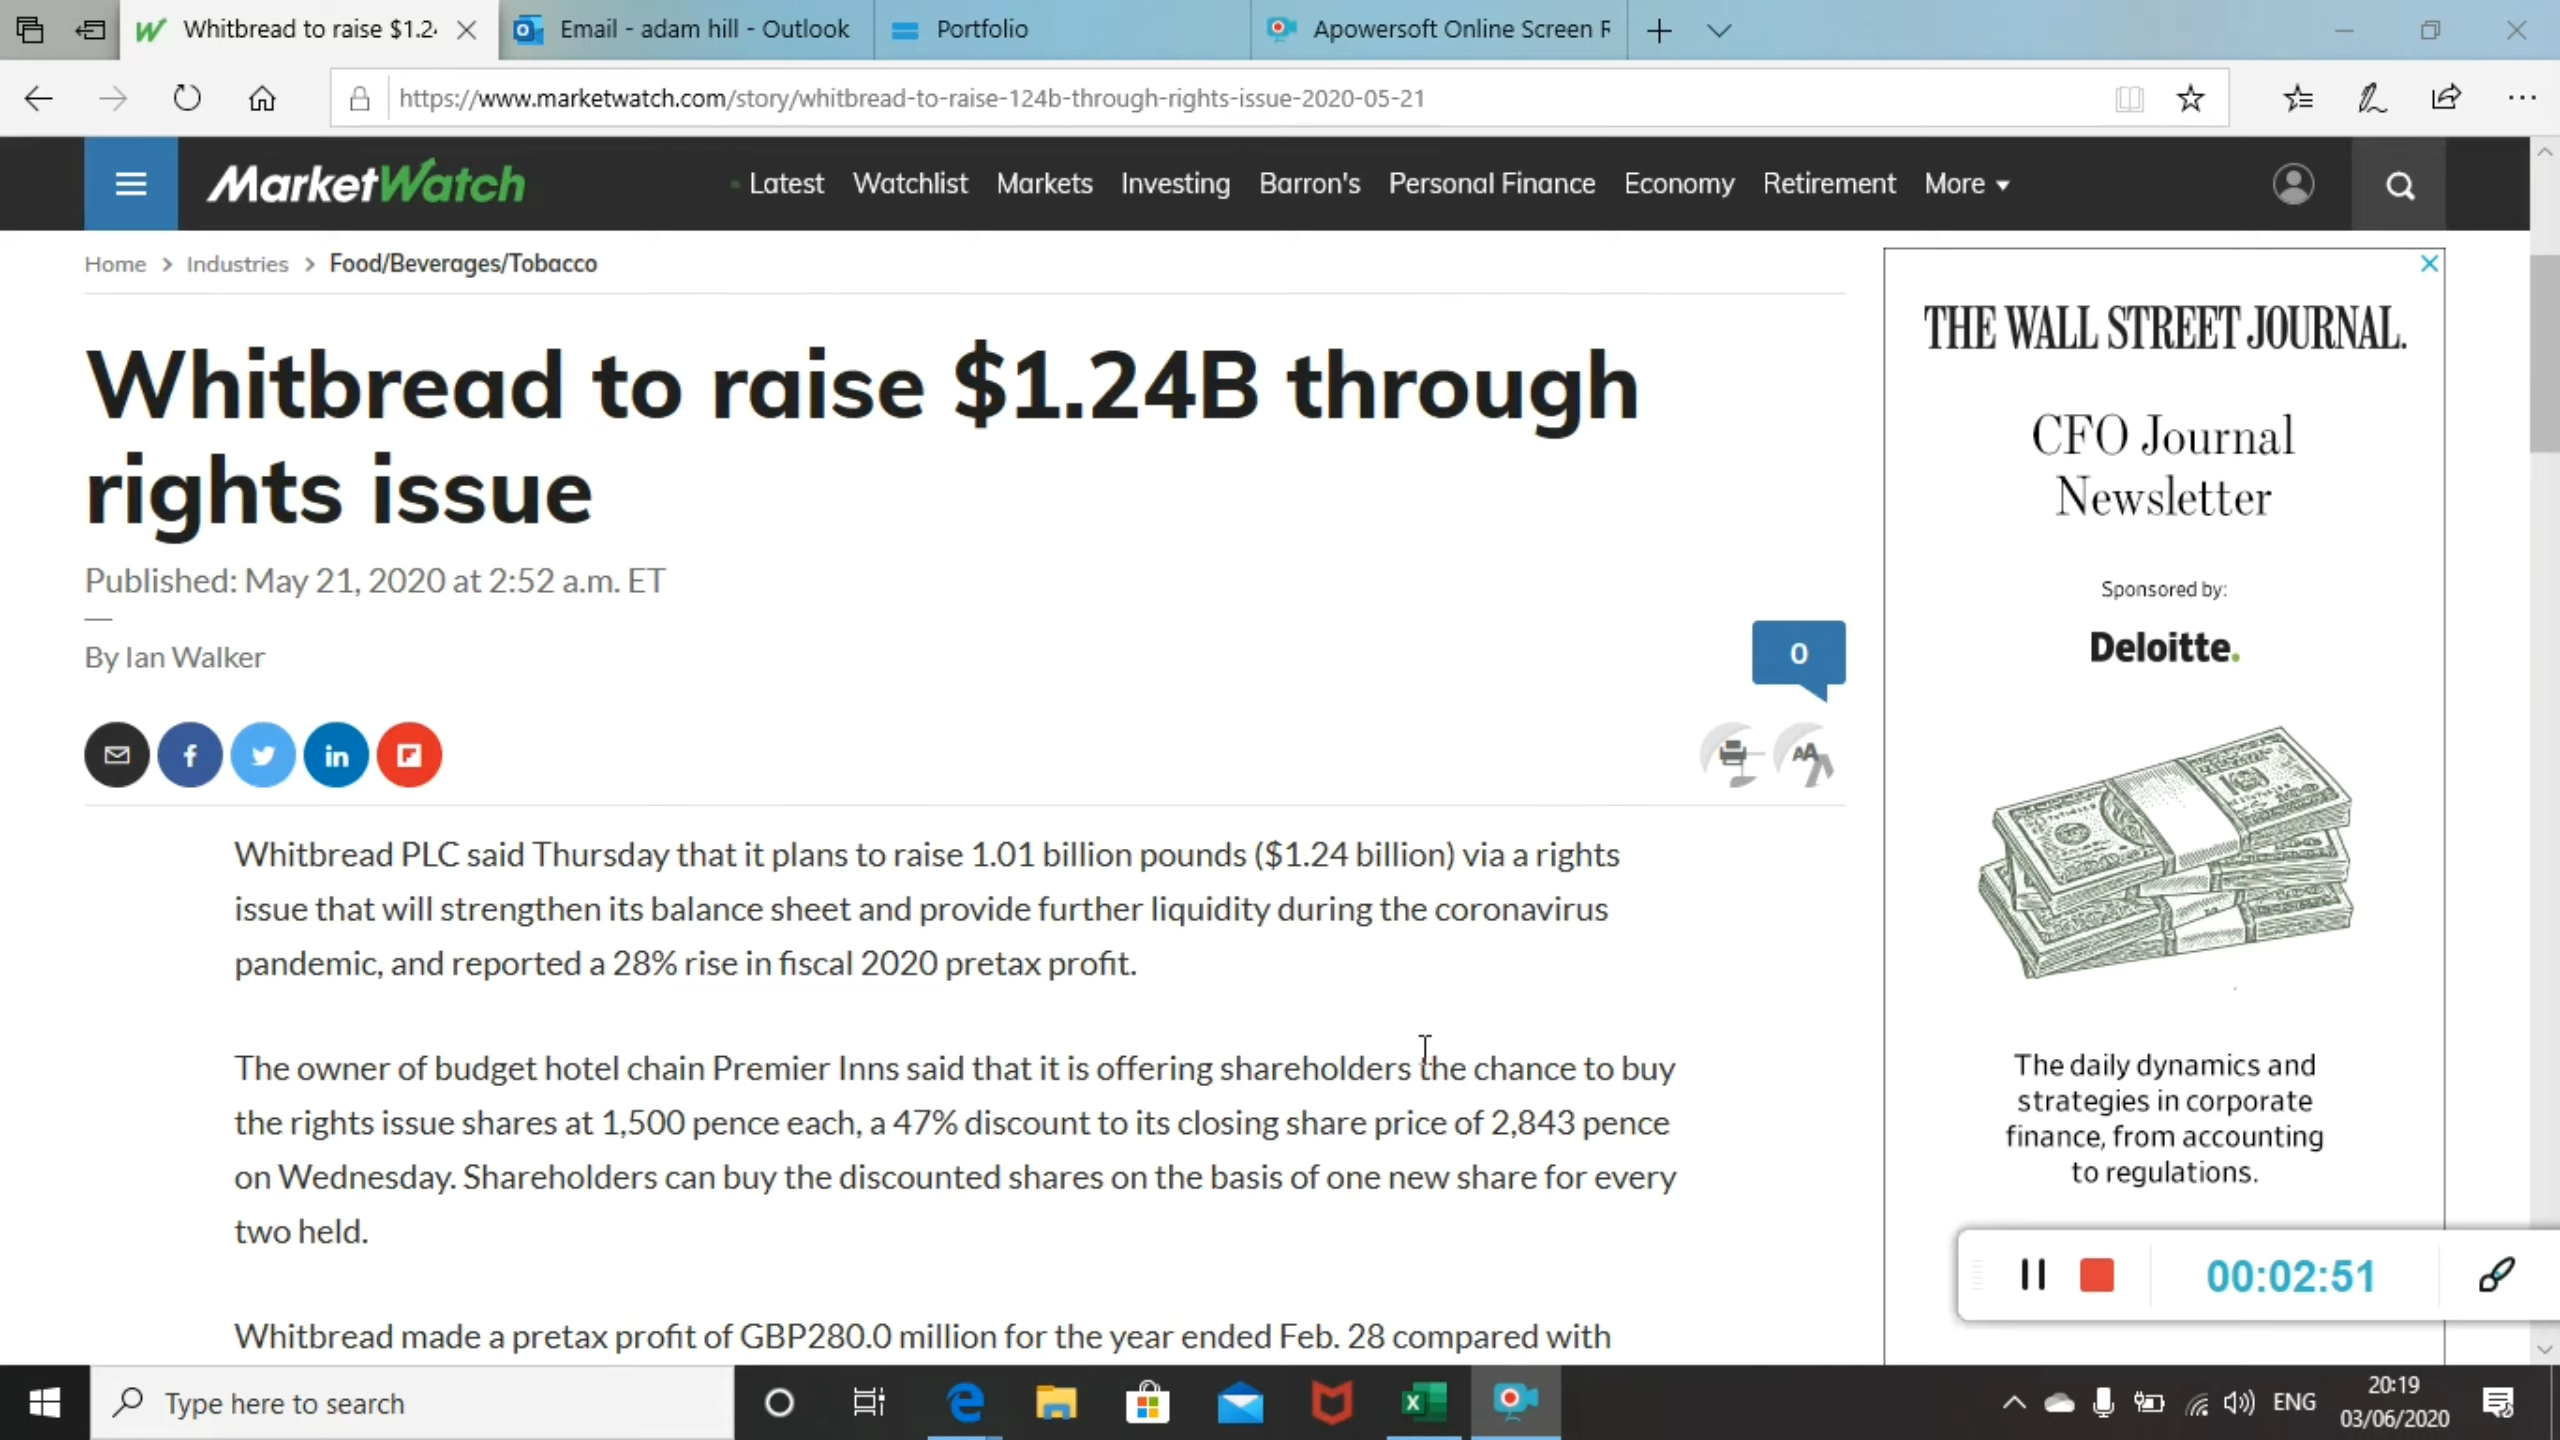 Whitbread to raise $1.24
Email - adam hill - Outlook
Portfolio
Apowersoft Online Screen R
https://www.marketwatch.com/story/whitbread-to-raise-124b-through-rights-issue-2020-05-21
MarketWatch
Latest Watchlist Markets Investing Barron's Personal Finance Economy Retirement More
Home > Industries > Food/Beverages/Tobacco
Whitbread to raise $1.24B through
rights issue
Published: May 21, 2020 at 2:52 a.m. ET
By Ian Walker
0
AA
Whitbread PLC said Thursday that it plans to raise 1.01 billion pounds ($1.24 billion) via a rights
issue that will strengthen its balance sheet and provide further liquidity during the coronavirus
pandemic, and reported a 28% rise in fiscal 2020 pretax profit.
The owner of budget hotel chain Premier Inns said that it is offering shareholders the chance to buy
the rights issue shares at 1,500 pence each, a 47% discount to its closing share price of 2,843 pence
on Wednesday. Shareholders can buy the discounted shares on the basis of one new share for every
two held.
Whitbread made a pretax profit of GBP280.0 million for the year ended Feb. 28 compared with
THE WALL STREET JOURNAL.
CFO Journal
Newsletter
Sponsored by:
Deloitte.
The daily dynamics and
strategies in corporate
finance, from accounting
to regulations.
00:02:51
Type here to search
ENG
20:19
03/06/2020